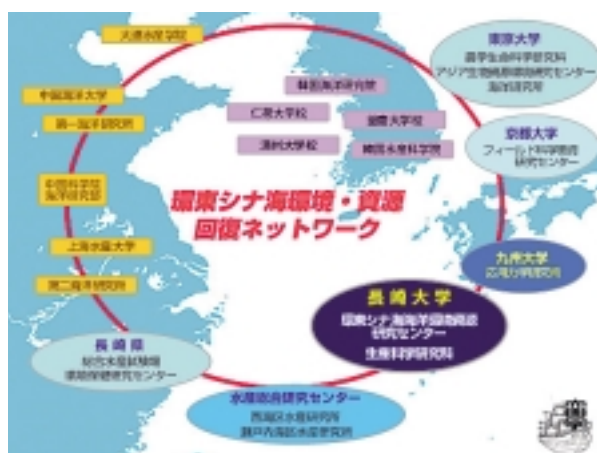 大連水産学院
東京大学
農学生命科学研究科
アジア生物資源環境研究センター
海洋研究所
韓国海洋研究院
中国海洋大学
第一海洋研究所
仁荷大学校
済州大学校
韓国水産科学院
京都大学
フィールド科学教育
研究センター
中国科学院
海洋研究所
環東シナ海環境・資源
回復ネットワーク
上海水産大学
第二海洋研究所
九州大学
応用力学研究所
長崎大学
環東シナ海海洋環境資源
研究センター
生産科学研究科
長崎県
総合水産試験場
環境保健研究センター
水産総合研究センター
西海区水産研究所
瀬戸内海区水産研究所